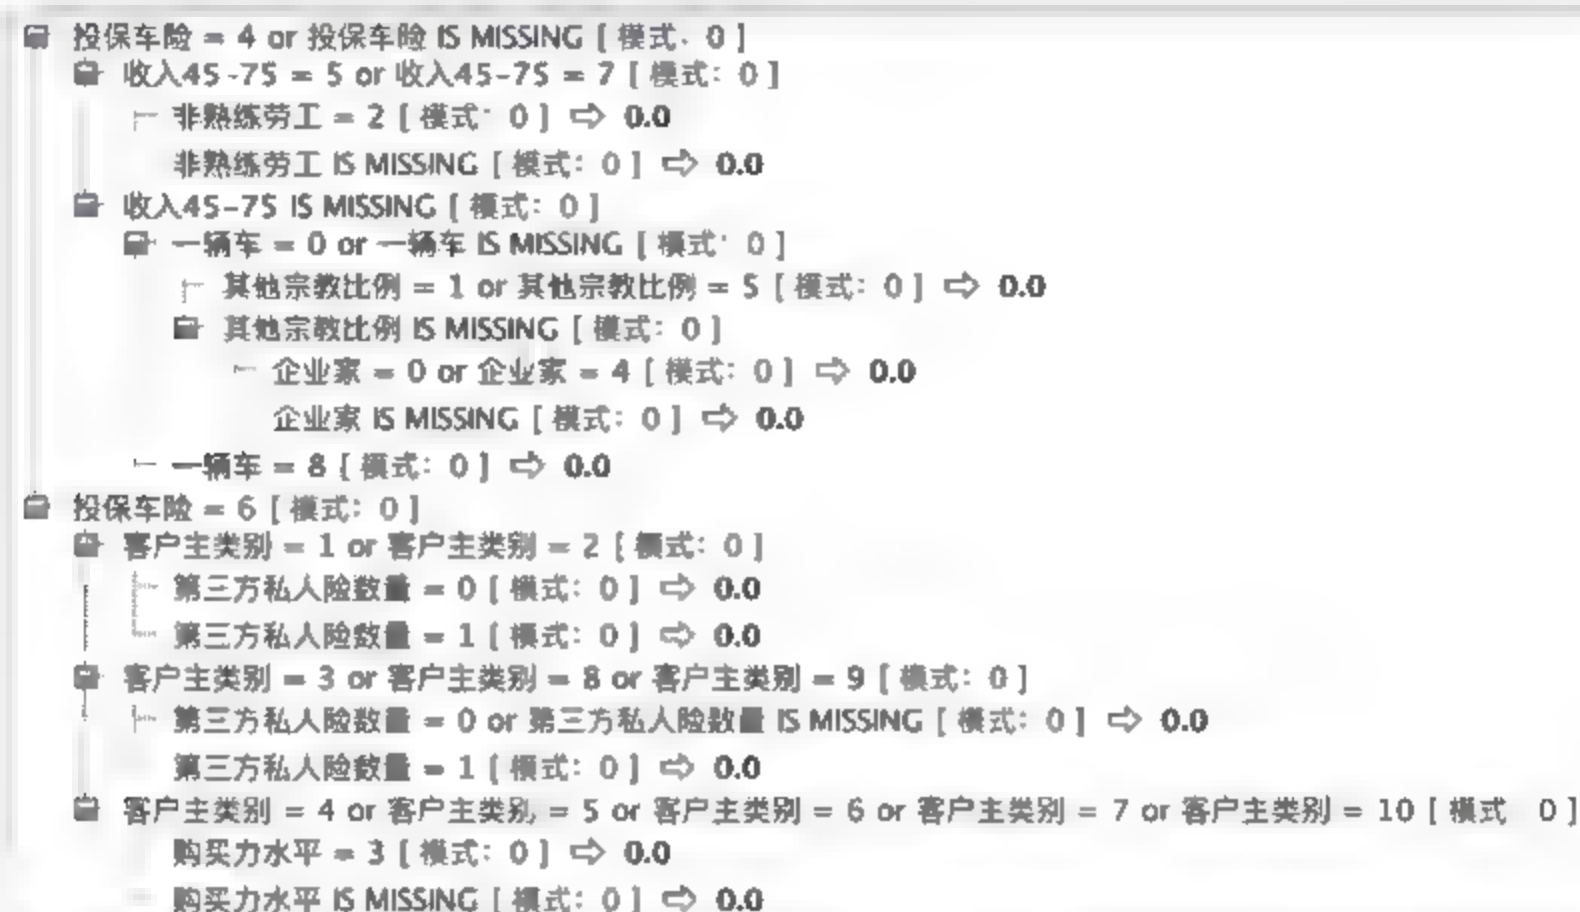 投保车险 = 4 or 投保车险 IS MISSING [ 模式: 0 ]
收入45-75 = 5 or 收入45-75 = 7 [ 模式: 0 ]
非熟练劳工 = 2 [ 模式: 0 ] ⇨ 0.0
非熟练劳工 IS MISSING [ 模式: 0 ] ⇨ 0.0
收入45-75 IS MISSING [ 模式: 0 ]
一辆车 = 0 or 一辆车 IS MISSING [ 模式: 0 ]
其他宗教比例 = 1 or 其他宗教比例 = 5 [ 模式: 0 ] ⇨ 0.0
其他宗教比例 IS MISSING [ 模式: 0 ]
企业家 = 0 or 企业家 = 4 [ 模式: 0 ] ⇨ 0.0
企业家 IS MISSING [ 模式: 0 ] ⇨ 0.0
一辆车 = 8 [ 模式: 0 ] ⇨ 0.0
投保车险 = 6 [ 模式: 0 ]
客户主类别 = 1 or 客户主类别 = 2 [ 模式: 0 ]
第三方私人险数量 = 0 [ 模式: 0 ] ⇨ 0.0
第三方私人险数量 = 1 [ 模式: 0 ] ⇨ 0.0
客户主类别 = 3 or 客户主类别 = 8 or 客户主类别 = 9 [ 模式: 0 ]
第三方私人险数量 = 0 or 第三方私人险数量 IS MISSING [ 模式: 0 ] ⇨ 0.0
第三方私人险数量 = 1 [ 模式: 0 ] ⇨ 0.0
客户主类别 = 4 or 客户主类别 = 5 or 客户主类别 = 6 or 客户主类别 = 7 or 客户主类别 = 10 [ 模式 0 ]
购买力水平 = 3 [ 模式: 0 ] ⇨ 0.0
购买力水平 IS MISSING [ 模式: 0 ] ⇨ 0.0